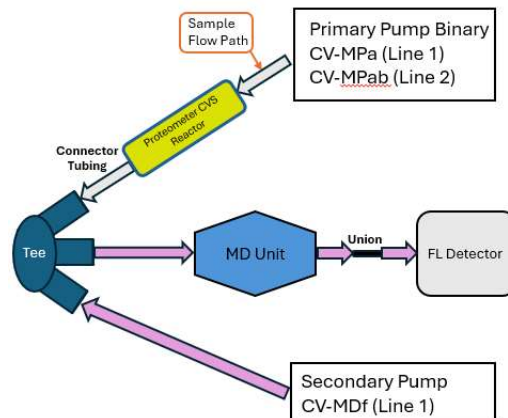 Sample
Flow Path
Primary Pump Binary
CV-MPa (Line 1)
CV-MPab (Line 2)
Proteometer CVS
Reactor
Connector
Tubing
Tee
MD Unit
Union
FL Detector
Secondary Pump
CV-MDf (Line 1)